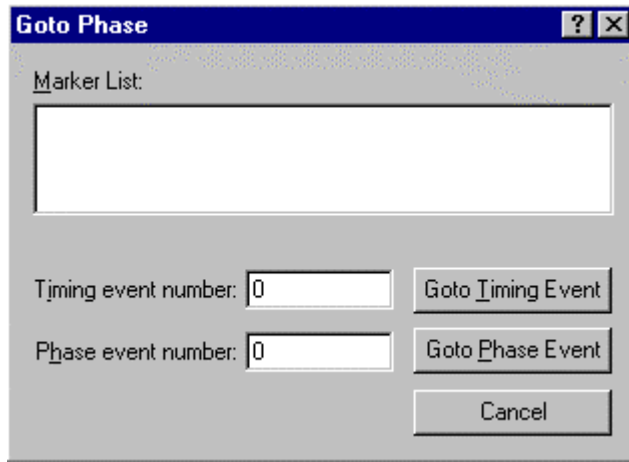 Goto Phase
Marker List:
Timing event number: 0 Goto Timing Event
Phase event number: 0 Goto Phase Event
Cancel